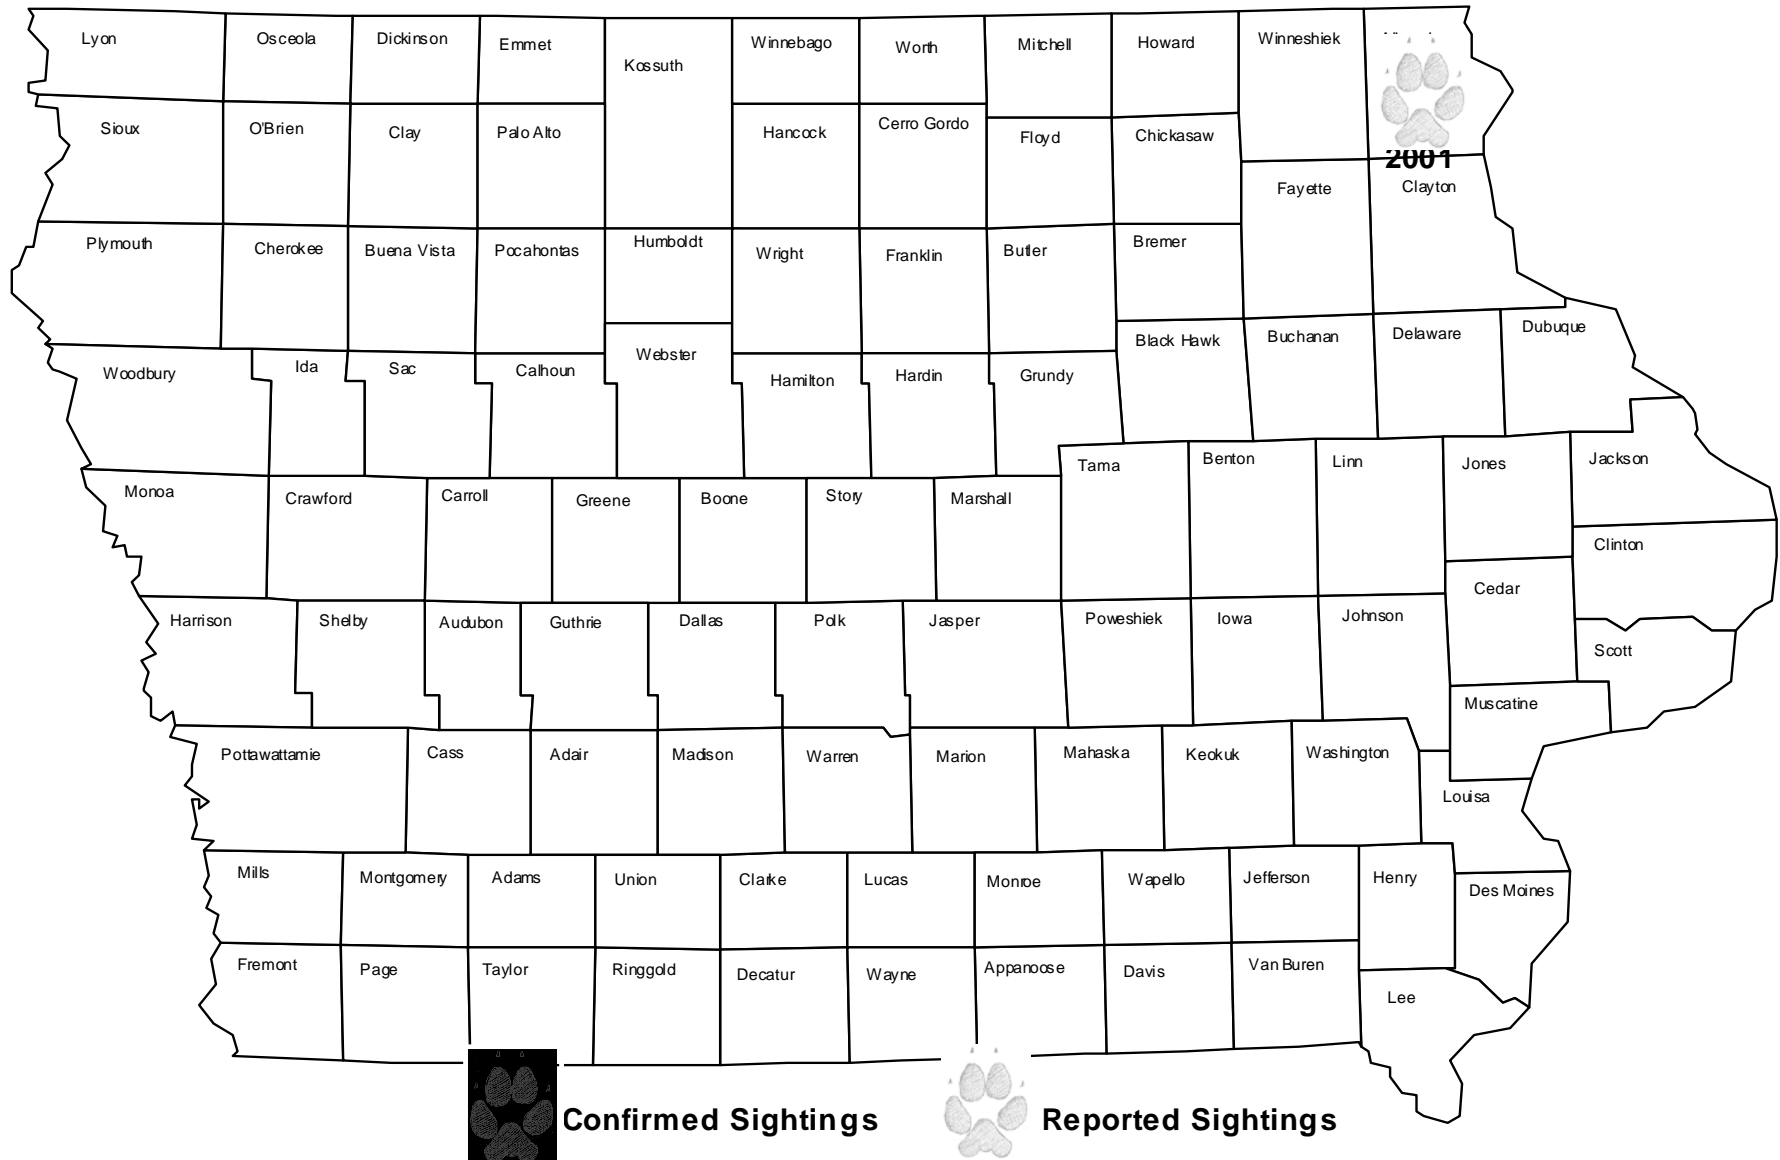 Lyon
Osceola
Dickinson
Emmet
Kossuth
Winnebago
Worth
Mitchell
Howard
Winneshiek
Sioux
O'Brien
Clay
Palo Alto
Hancock
Cerro Gordo
Floyd
Chickasaw
2001
Fayette
Clayton
Plymouth
Cherokee
Buena Vista
Pocahontas
Humboldt
Wright
Franklin
Butler
Bremer
Woodbury
Ida
Sac
Calhoun
Webster
Hamilton
Hardin
Grundy
Black Hawk
Buchanan
Delaware
Dubuque
Monoa
Crawford
Carroll
Greene
Boone
Story
Marshall
Tama
Benton
Linn
Jones
Jackson
Clinton
Cedar
Harrison
Shelby
Audubon
Guthrie
Dallas
Polk
Jasper
Poweshiek
Iowa
Johnson
Scott
Muscatine
Pottawattamie
Cass
Adair
Madison
Warren
Marion
Mahaska
Keokuk
Washington
Louisa
Mills
Montgomery
Adams
Union
Clarke
Lucas
Monroe
Wapello
Jefferson
Henry
Des Moines
Fremont
Page
Taylor
Ringgold
Decatur
Wayne
Appanoose
Davis
Van Buren
Lee
Confirmed Sightings
Reported Sightings